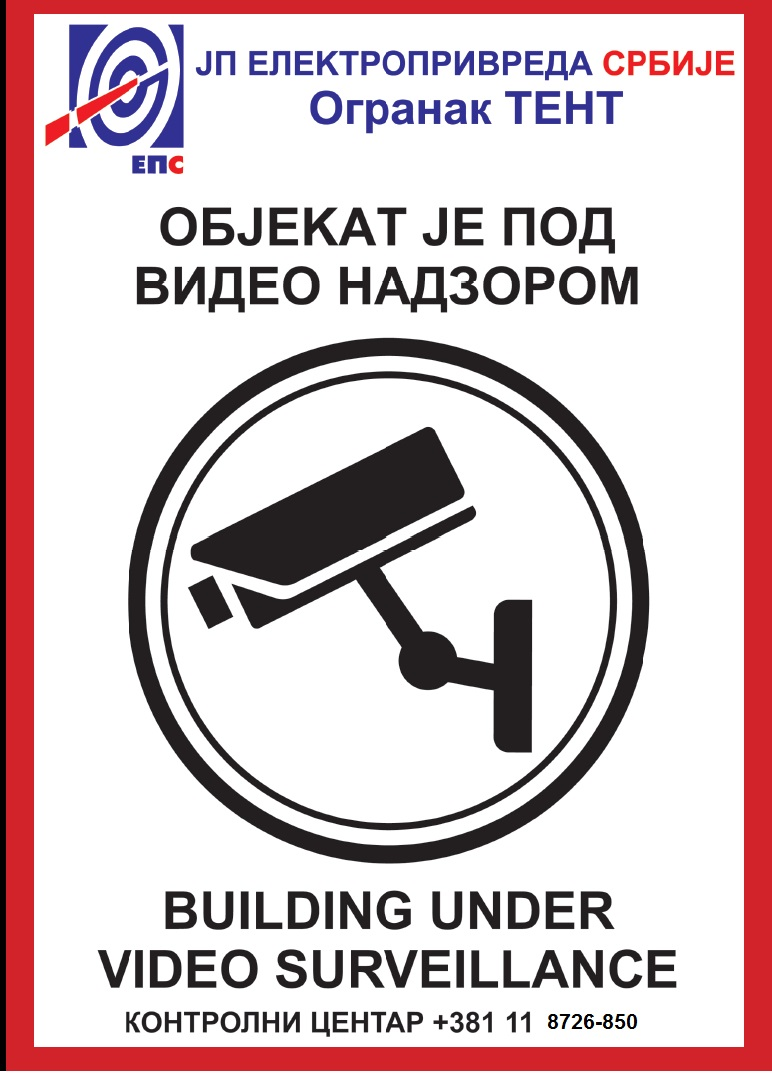 ЈП ЕЛЕКТРОПРИВРЕДА СРБИЈЕ
Огранак ТЕНТ
ЕПС
ОБЈЕКАТ ЈЕ ПОД
ВИДЕО НАДЗОРОМ
BUILDING UNDER
VIDEO SURVEILLANCE
КОНТРОЛНИ ЦЕНТАР +381 11 8726-850